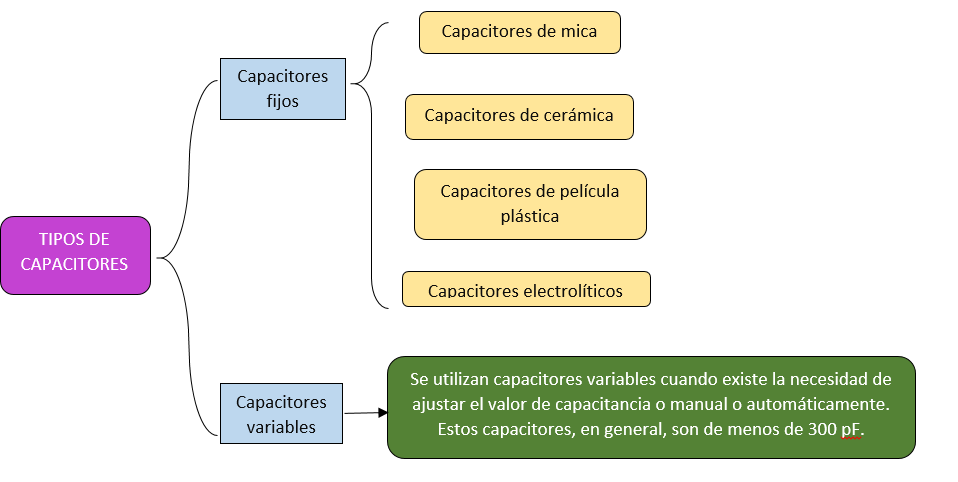 TIPOS DE
CAPACITORES
Capacitores
fijos
Capacitores de mica
Capacitores de cerámica
Capacitores de película
plástica
Capacitores electrolíticos
Capacitores
variables
Se utilizan capacitores variables cuando existe la necesidad de
ajustar el valor de capacitancia o manual o automáticamente.
Estos capacitores, en general, son de menos de 300 pF.